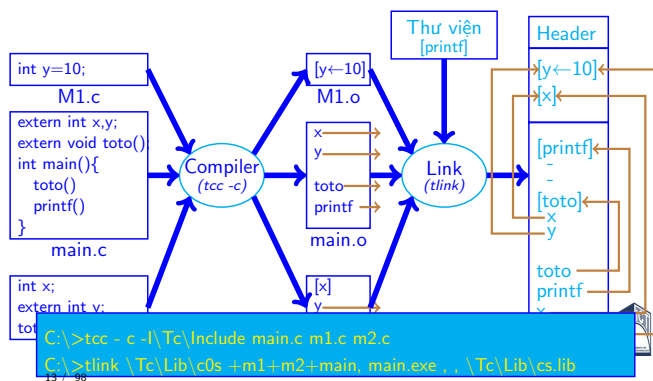 int y=10;
M1.c
extern int x,y;
extern void toto()
int main(){
toto()
printf()
}
main.c
int x;
extern int y;
Compiler
(tcc -c)
[y←10]
M1.o
x
y
toto
printf
main.o
[x]
y
Thư viện
[printf]
Link
(tlink)
Header
[y←10]
[x]
[printf]
-
-
[toto]
x
y
toto
printf
C:\>tcc - c -I\Tc\Include main.c m1.c m2.c
C:\>tlink \Tc\Lib\c0s +m1+m2+main, main.exe , , \Tc\Lib\cs.lib
13 / 98